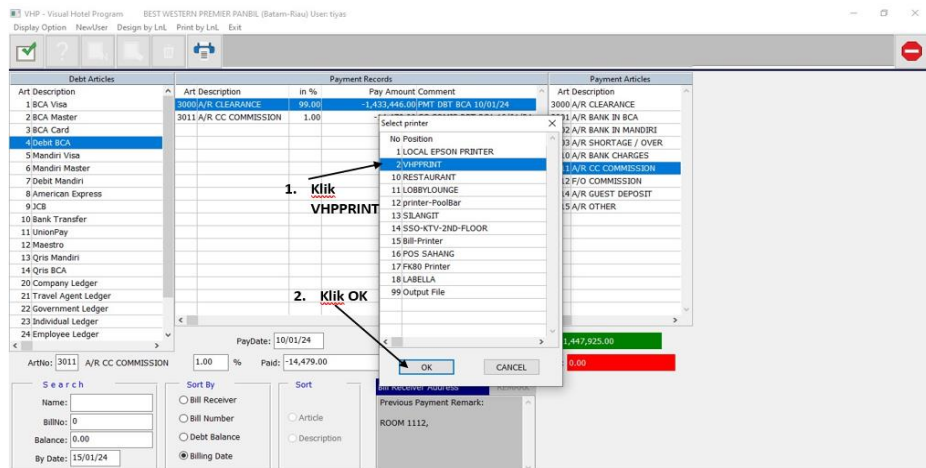 VHP - Visual Hotel Program BEST WESTERN PREMIER PANBIL (Batam-Riau) User: tiyas
Display Option NewUser Design by LnL Print by LnL Exit
Debt Articles
Art Description
1 BCA Visa
2 BCA Master
3 BCA Card
4 Debit BCA
5 Mandiri Visa
6 Mandiri Master
7 Debit Mandiri
8 American Express
9 JCB
10 Bank Transfer
11 UnionPay
12 Maestro
13 Qris Mandiri
14 Qris BCA
20 Company Ledger
21 Travel Agent Ledger
22 Government Ledger
23 Individual Ledger
24 Employee Ledger
Payment Records
Art Description in % Pay Amount Comment
3000 A/R CLEARANCE 99.00 -1,433,446.00 PMT DBT BCA 10/01/24
3011 A/R CC COMMISSION 1.00
Payment Articles
Art Description
3000 A/R CLEARANCE
A/R BANK IN BCA
A/R BANK IN MANDIRI
A/R SHORTAGE / OVER
A/R BANK CHARGES
A/R CC COMMISSION
F/O COMMISSION
A/R GUEST DEPOSIT
A/R OTHER
Select printer
No Position
1 LOCAL EPSON PRINTER
2 VHPPRINT
10 RESTAURANT
11 LOBBYLOUNGE
12 printer-PoolBar
13 SILANGIT
14 SSO-KTV-2ND-FLOOR
15 Bill-Printer
16 POS SAHANG
17 FK80 Printer
18 LABELLA
99 Output File
OK CANCEL
1. Klik
VHPPRINT
2. Klik OK
PayDate: 10/01/24
1,447,925.00
ArtNo: 3011 A/R CC COMMISSION 1.00 % Paid: -14,479.00
0.00
Search
Name:
BillNo: 0
Balance: 0.00
By Date: 15/01/24
Sort By
Bill Receiver
Bill Number
Debt Balance
Billing Date
Sort
Article
Description
Bill Receiver Address REMARK
Previous Payment Remark:
ROOM 1112,